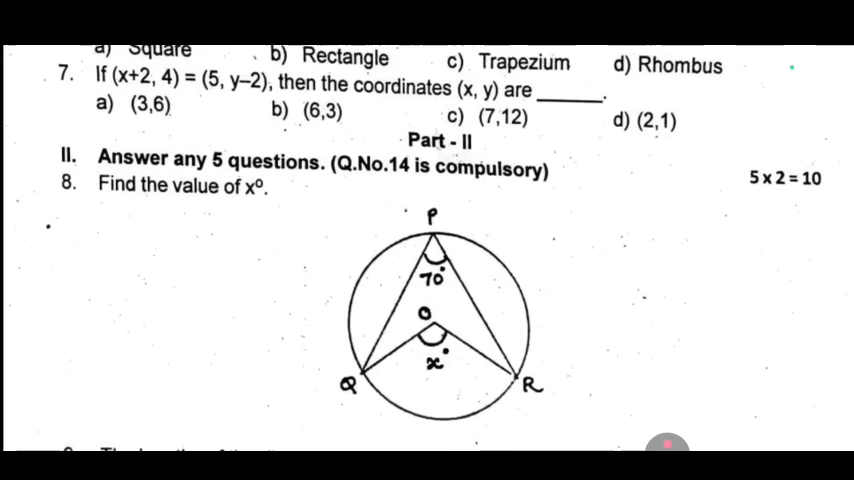 a) Square b) Rectangle c) Trapezium d) Rhombus
7. If (x+2, 4) = (5, y–2), then the coordinates (x, y) are ______.
a) (3,6) b) (6,3) c) (7,12) d) (2,1)
Part - II
II. Answer any 5 questions. (Q.No.14 is compulsory) 5 x 2 = 10
8. Find the value of xº.
P
70°
O
x°
Q R